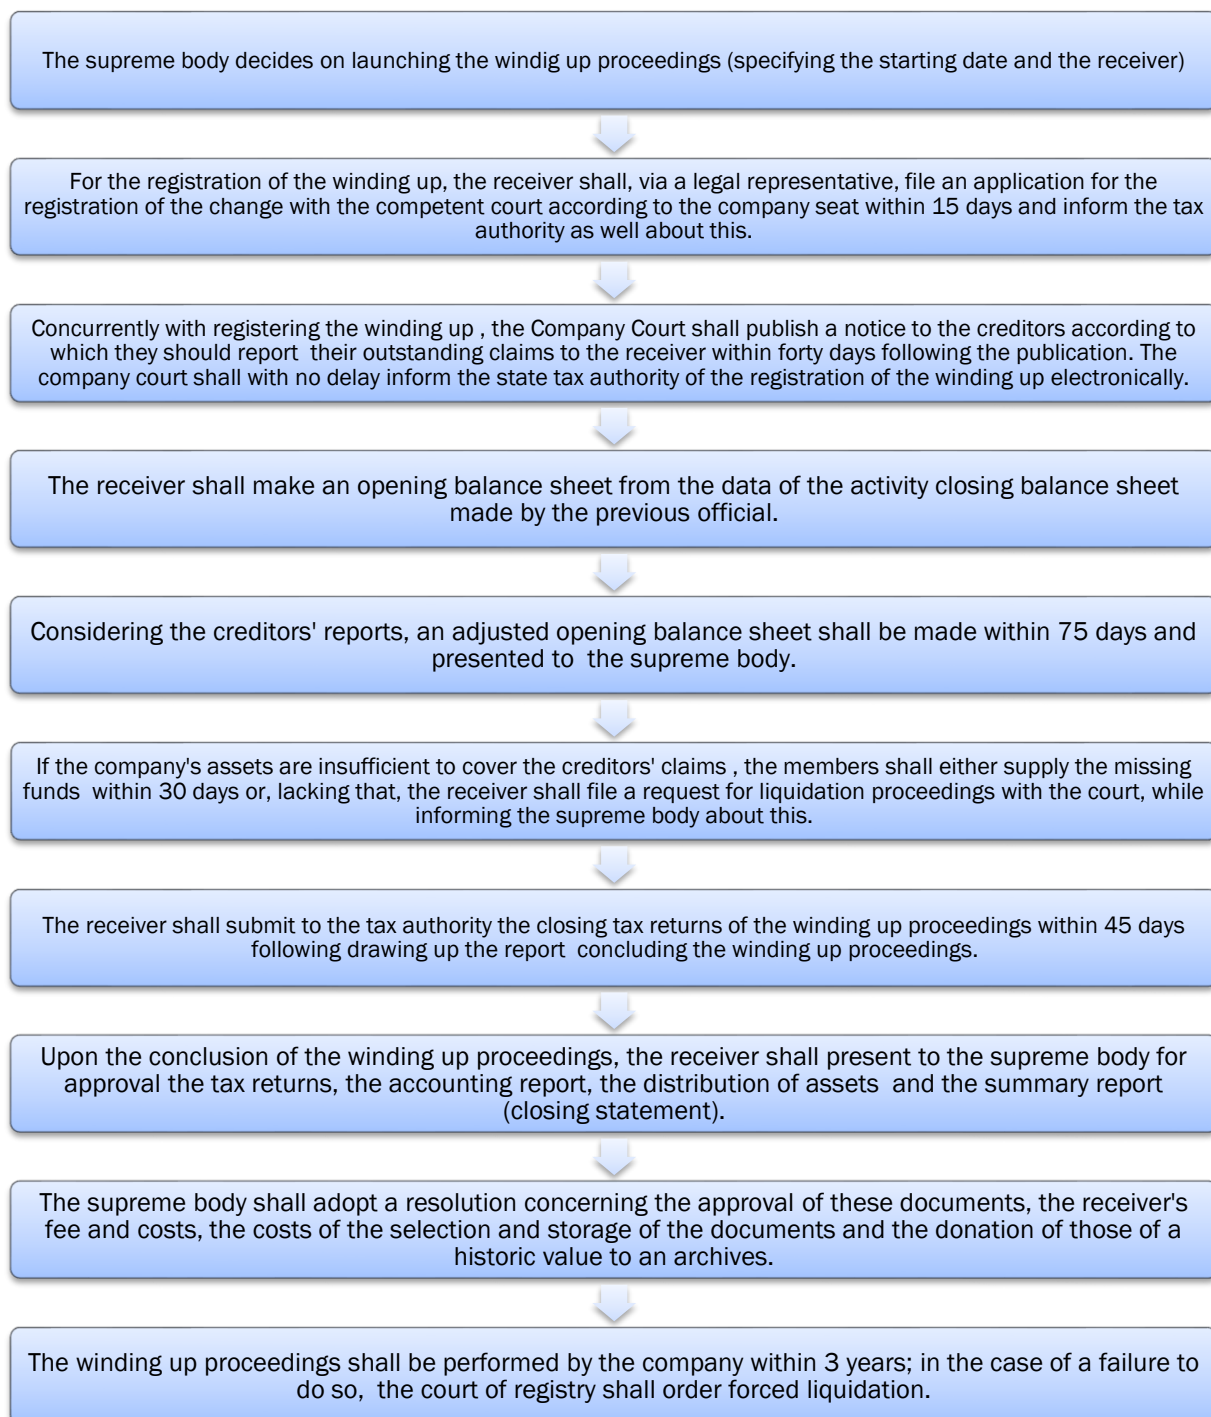 The supreme body decides on launching the windig up proceedings (specifying the starting date and the receiver)
For the registration of the winding up, the receiver shall, via a legal representative, file an application for the
registration of the change with the competent court according to the company seat within 15 days and inform the tax
authority as well about this.
Concurrently with registering the winding up , the Company Court shall publish a notice to the creditors according to
which they should report their outstanding claims to the receiver within forty days following the publication. The
company court shall with no delay inform the state tax authority of the registration of the winding up electronically.
The receiver shall make an opening balance sheet from the data of the activity closing balance sheet
made by the previous official.
Considering the creditors' reports, an adjusted opening balance sheet shall be made within 75 days and
presented to the supreme body.
If the company's assets are insufficient to cover the creditors' claims , the members shall either supply the missing
funds within 30 days or, lacking that, the receiver shall file a request for liquidation proceedings with the court, while
informing the supreme body about this.
The receiver shall submit to the tax authority the closing tax returns of the winding up proceedings within 45 days
following drawing up the report concluding the winding up proceedings.
Upon the conclusion of the winding up proceedings, the receiver shall present to the supreme body for
approval the tax returns, the accounting report, the distribution of assets and the summary report
(closing statement).
The supreme body shall adopt a resolution concerning the approval of these documents, the receiver's
fee and costs, the costs of the selection and storage of the documents and the donation of those of a
historic value to an archives.
The winding up proceedings shall be performed by the company within 3 years; in the case of a failure to
do so, the court of registry shall order forced liquidation.